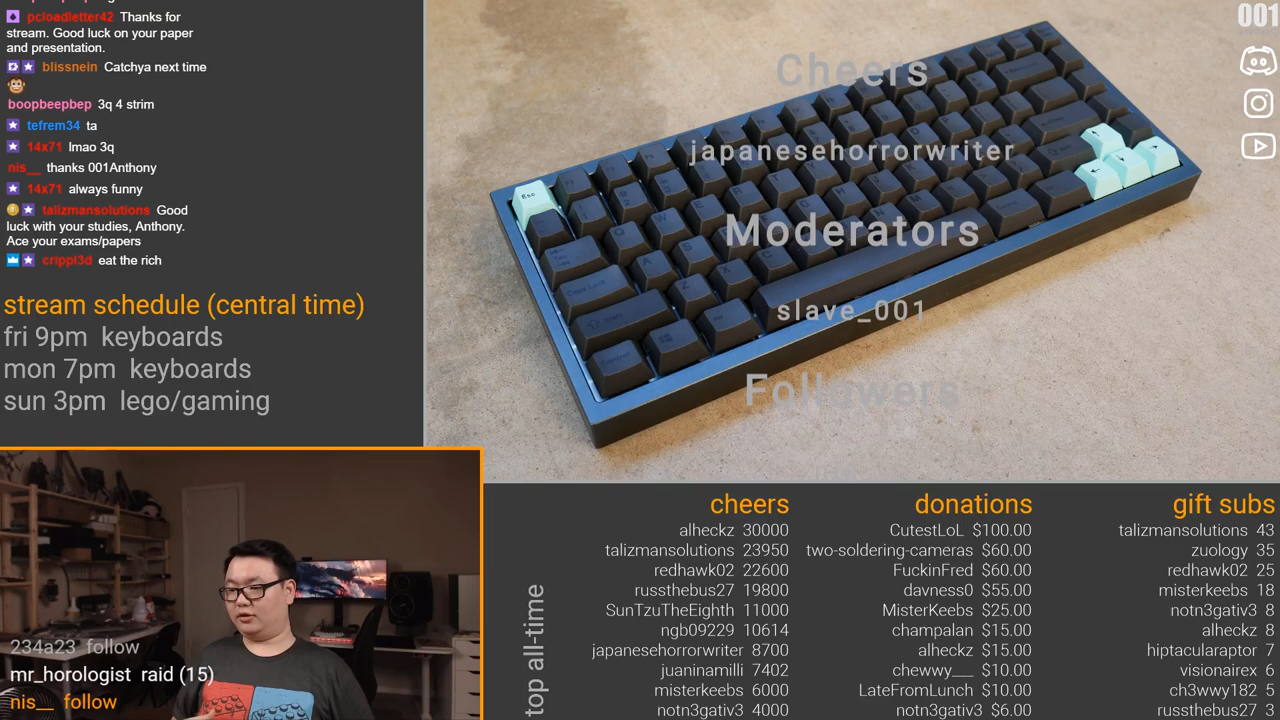 pcloadletter42 Thanks for
stream. Good luck on your paper
and presentation.
blissnein Catchya next time
boopbeepbep 3q 4 strim
tefrem34 ta
14x71 lmao 3q
nis__ thanks 001Anthony
14x71 always funny
talizmansolutions Good
luck with your studies, Anthony.
Ace your exams/papers
crippl3d eat the rich
stream schedule (central time)
fri 9pm keyboards
mon 7pm keyboards
sun 3pm lego/gaming
234a23 follow
mr_horologist raid (15)
nis__ follow
001
Cheers
japanesehorrorwriter
Moderators
slave_001
Followers
Esc
top all-time
cheers
alheckz 30000
talizmansolutions 23950
redhawk02 22600
russthebus27 19800
SunTzuTheEighth 11000
ngb09229 10614
japanesehorrorwriter 8700
juaninamilli 7402
misterkeebs 6000
notn3gativ3 4000
donations
CutestLoL $100.00
two-soldering-cameras $60.00
FuckinFred $60.00
davness0 $55.00
MisterKeebs $25.00
champalan $15.00
alheckz $15.00
chewwy___ $10.00
LateFromLunch $10.00
notn3gativ3 $6.00
gift subs
talizmansolutions 43
zuology 35
redhawk02 25
misterkeebs 18
notn3gativ3 8
alheckz 8
hiptacularaptor 7
visionairex 6
ch3wwy182 5
russthebus27 3